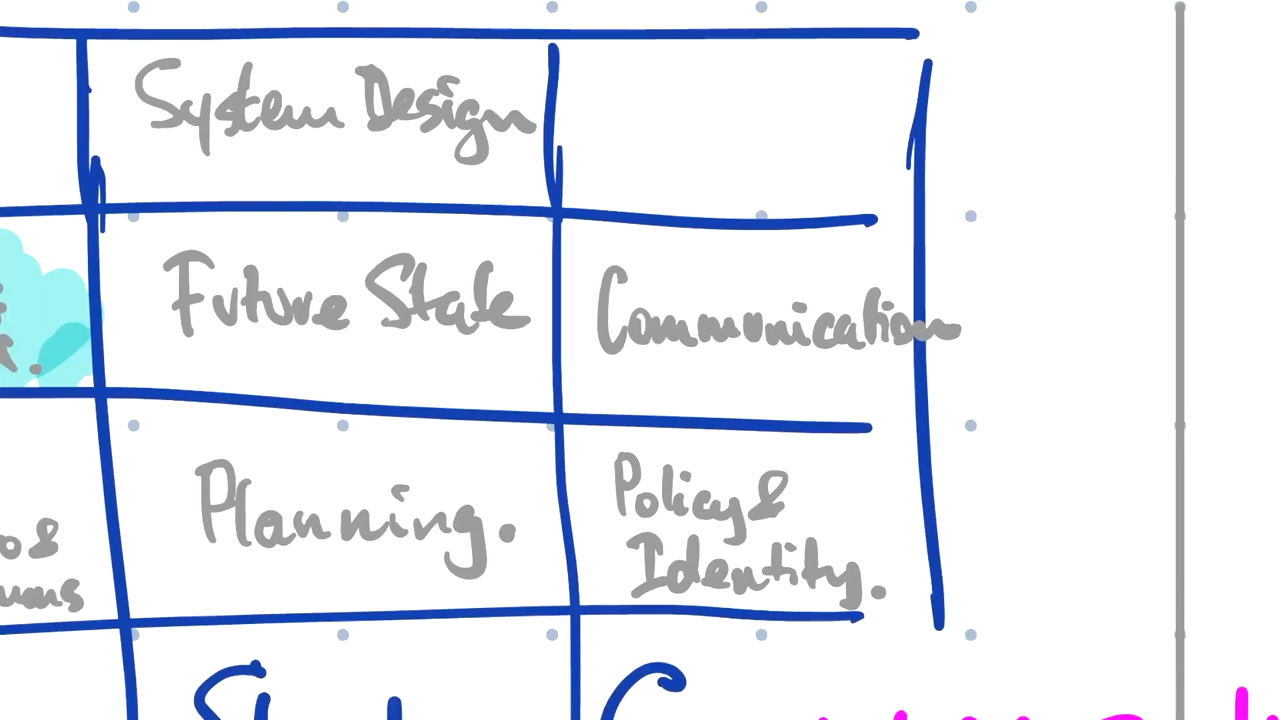 System Design
Future State
Communication
Planning.
Policy &
Identity.